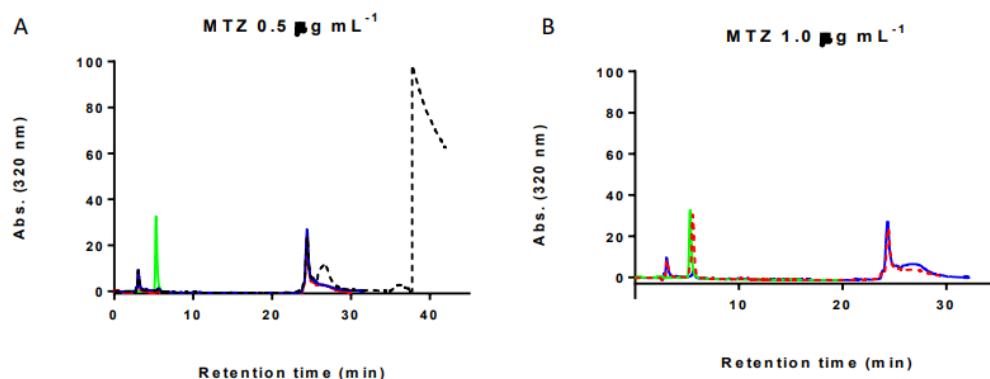 A
MTZ 0.5 µg mL-1
Abs. (320 nm)
100
80
60
40
20
0
0 10 20 30 40
Retention time (min)
B
MTZ 1.0 µg mL-1
Abs. (320 nm)
100
80
60
40
20
0
10 20 30
Retention time (min)